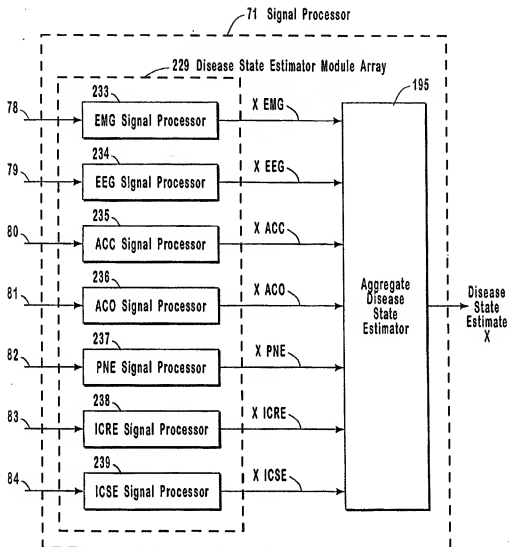 71 Signal Processor
229 Disease State Estimator Module Array
195
233
78
EMG Signal Processor
X EMG
234
79
EEG Signal Processor
X EEG
235
80
ACC Signal Processor
X ACC
236
81
ACO Signal Processor
X ACO
237
82
PNE Signal Processor
X PNE
238
83
ICRE Signal Processor
X ICRE
239
84
ICSE Signal Processor
X ICSE
Aggregate
Disease
State
Estimator
Disease
State
Estimate
X